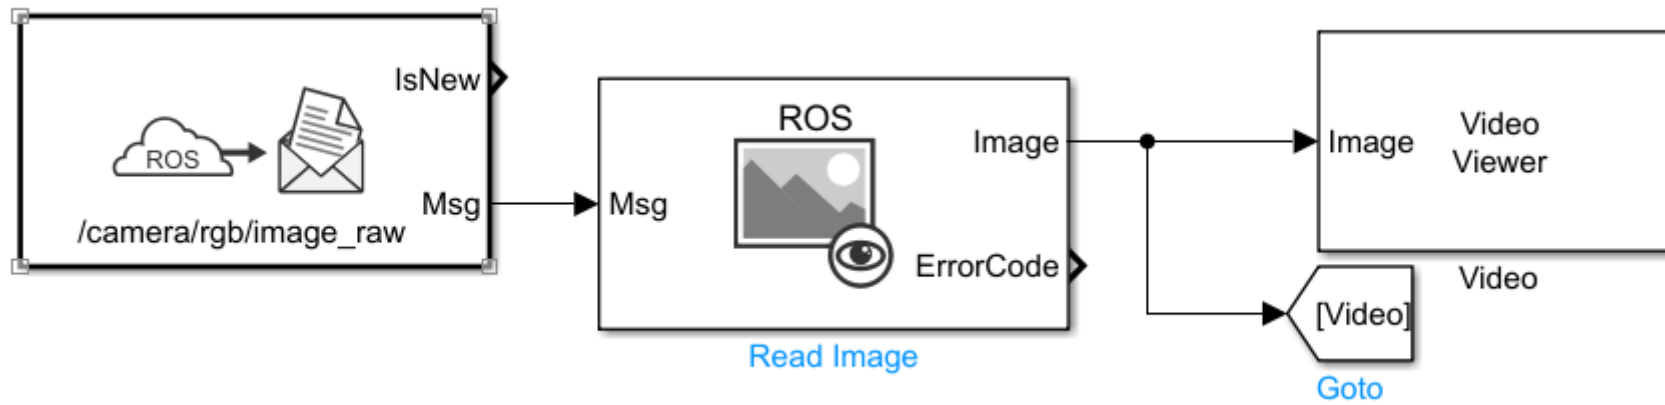 IsNew
ROS
Msg
/camera/rgb/image_raw
ROS
Image
Msg
ErrorCode
Read Image
Image
Video
Viewer
Video
[Video]
Goto